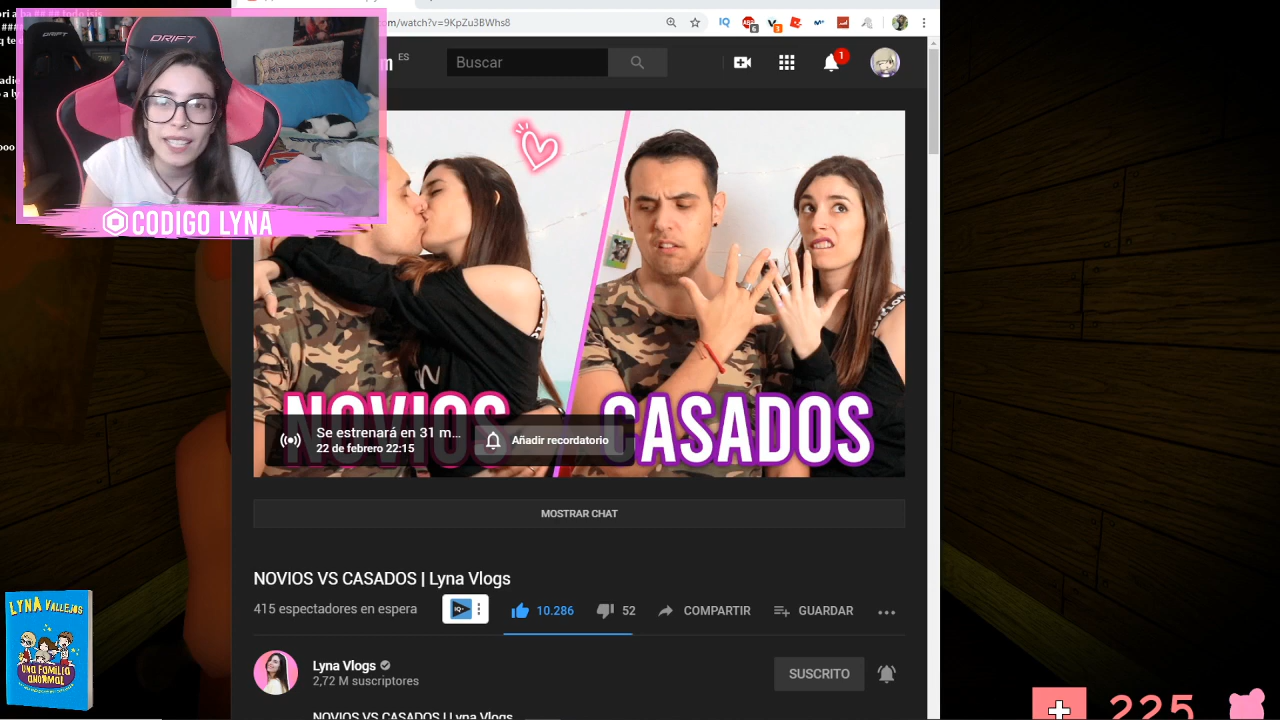 DRIFT
DRIFT
CODIGO LYNA
/watch?v=9KpZu3BWhs8
ES
Buscar
1
NOVIOS
CASADOS
Se estrenará en 31 m...
22 de febrero 22:15
Añadir recordatorio
MOSTRAR CHAT
NOVIOS VS CASADOS | Lyna Vlogs
415 espectadores en espera
IQ
10.286
52
COMPARTIR
GUARDAR
Lyna Vlogs
2,72 M suscriptores
SUSCRITO
NOVIOS VS CASADOS | Lyna Vlogs
LYNA VALLEJOS
UNA FAMILIA
ANORMAL
225